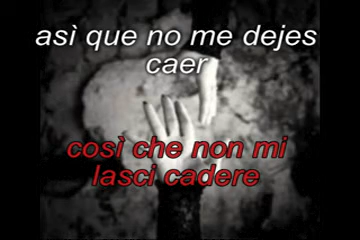 asì que no me dejes
caer
così che non mi
lasci cadere